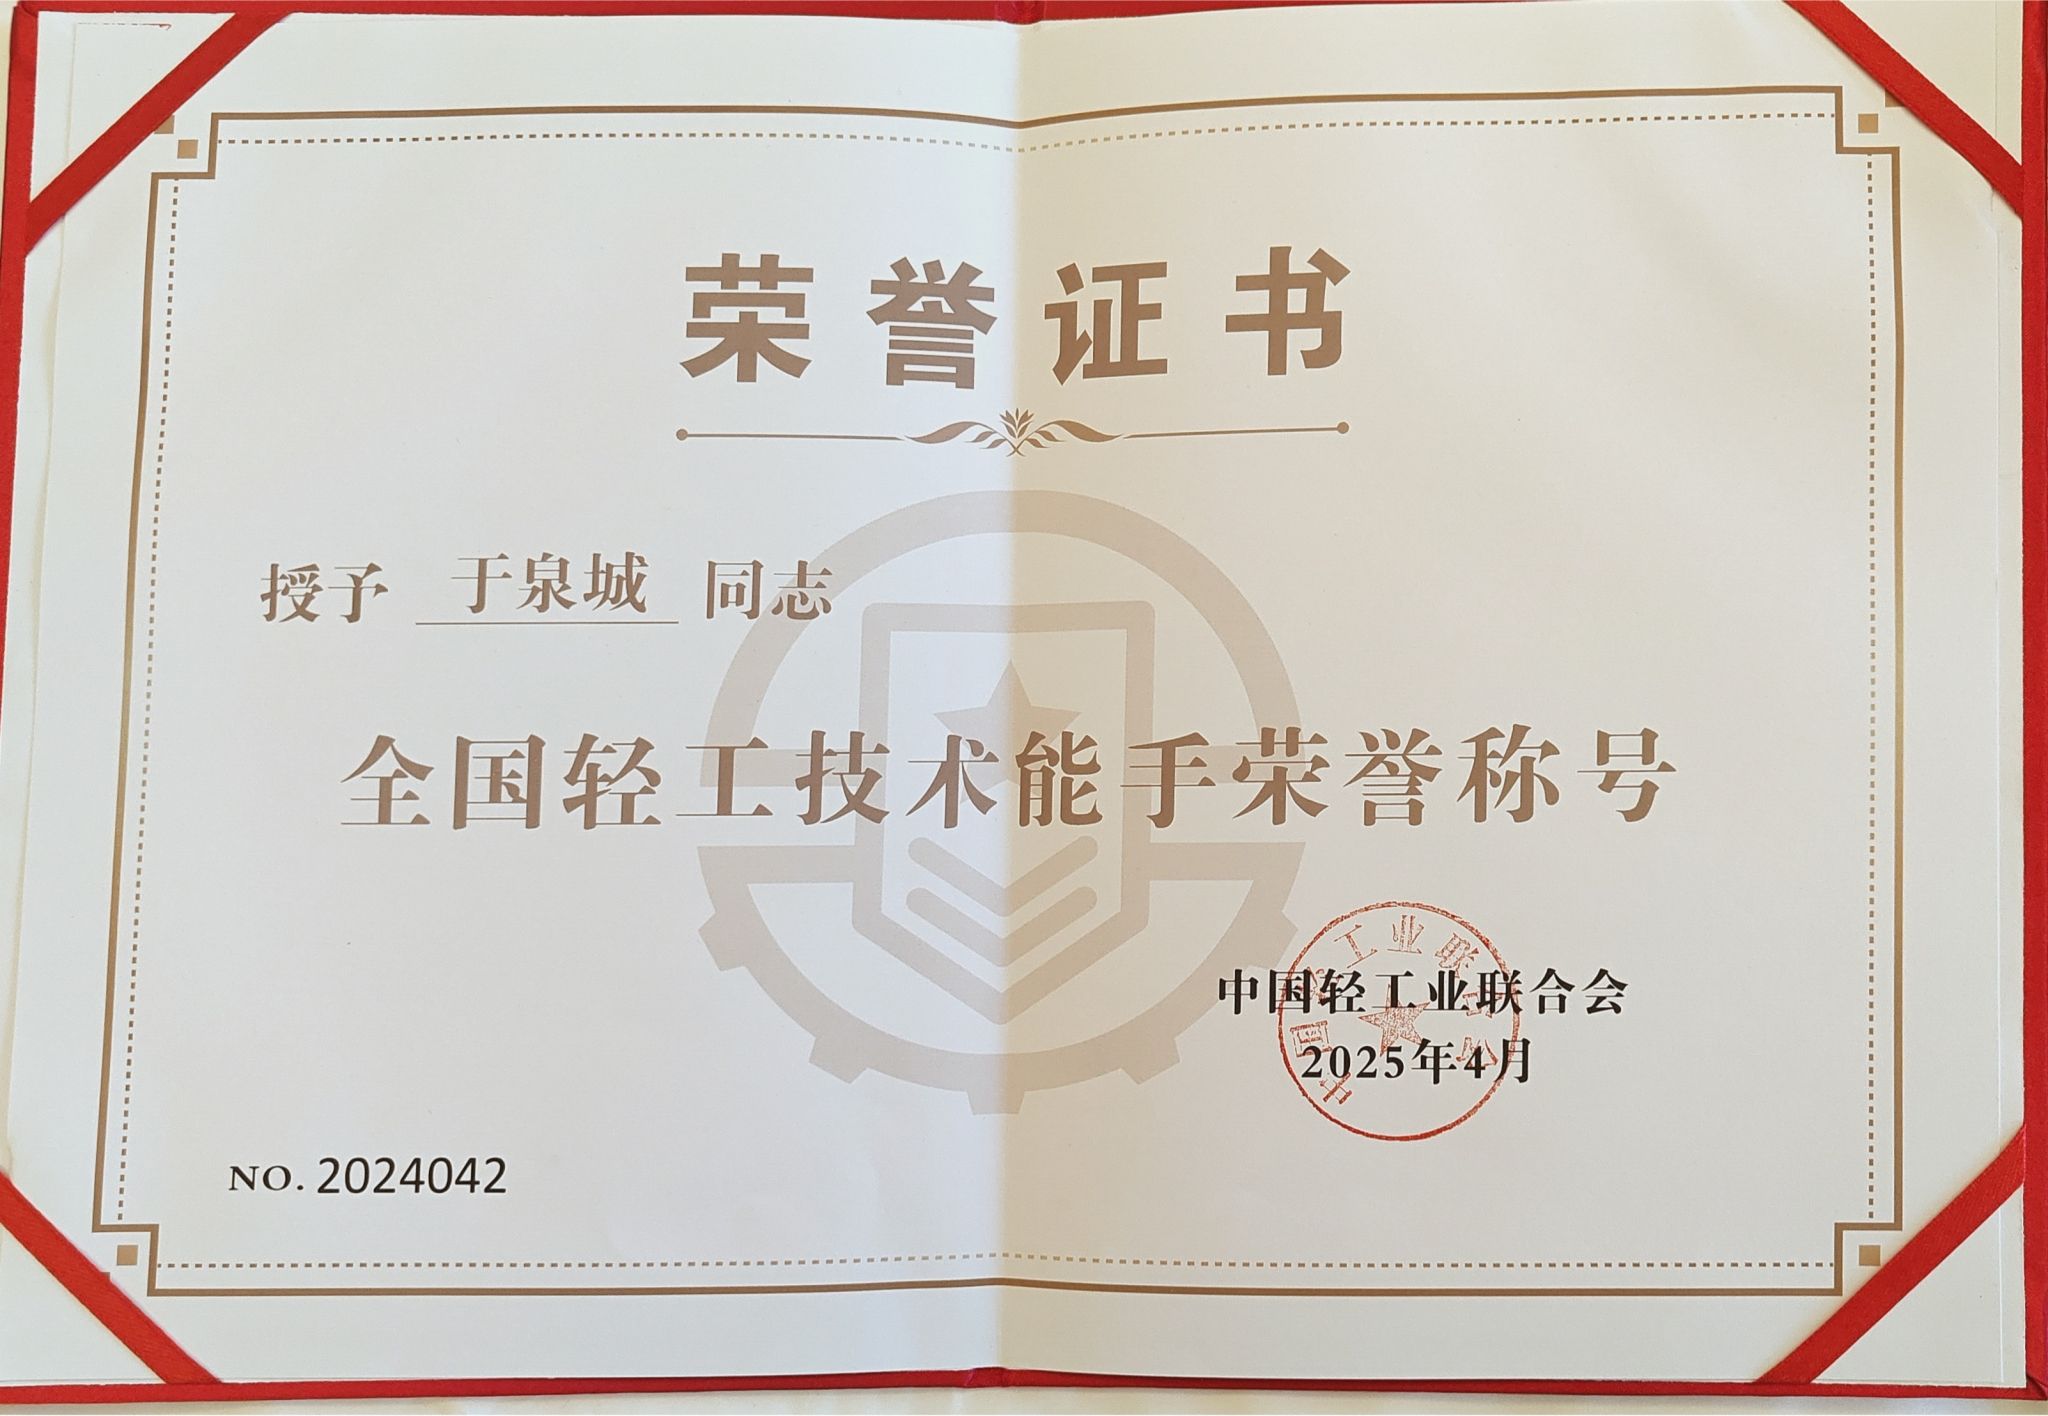 荣誉证书
授予 于泉城 同志
全国轻工技术能手荣誉称号
中国轻工业联合会
2025年4月
NO. 2024042